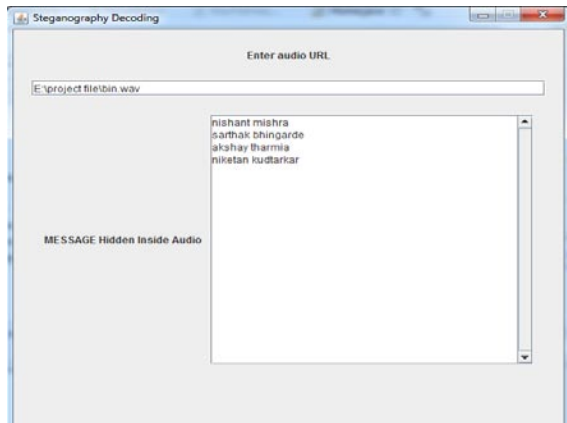 Steganography Decoding
Enter audio URL
E:\project file\bin.wav
nishant mishra
sarthak bhingarde
akshay tharmia
niketan kudtarkar
MESSAGE Hidden Inside Audio